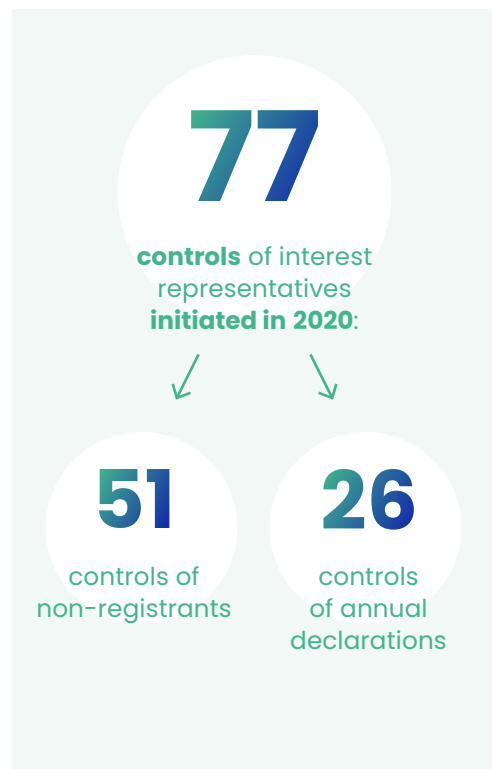 77
controls of interest
representatives
initiated in 2020:
51
controls of
non-registrants
26
controls
of annual
declarations